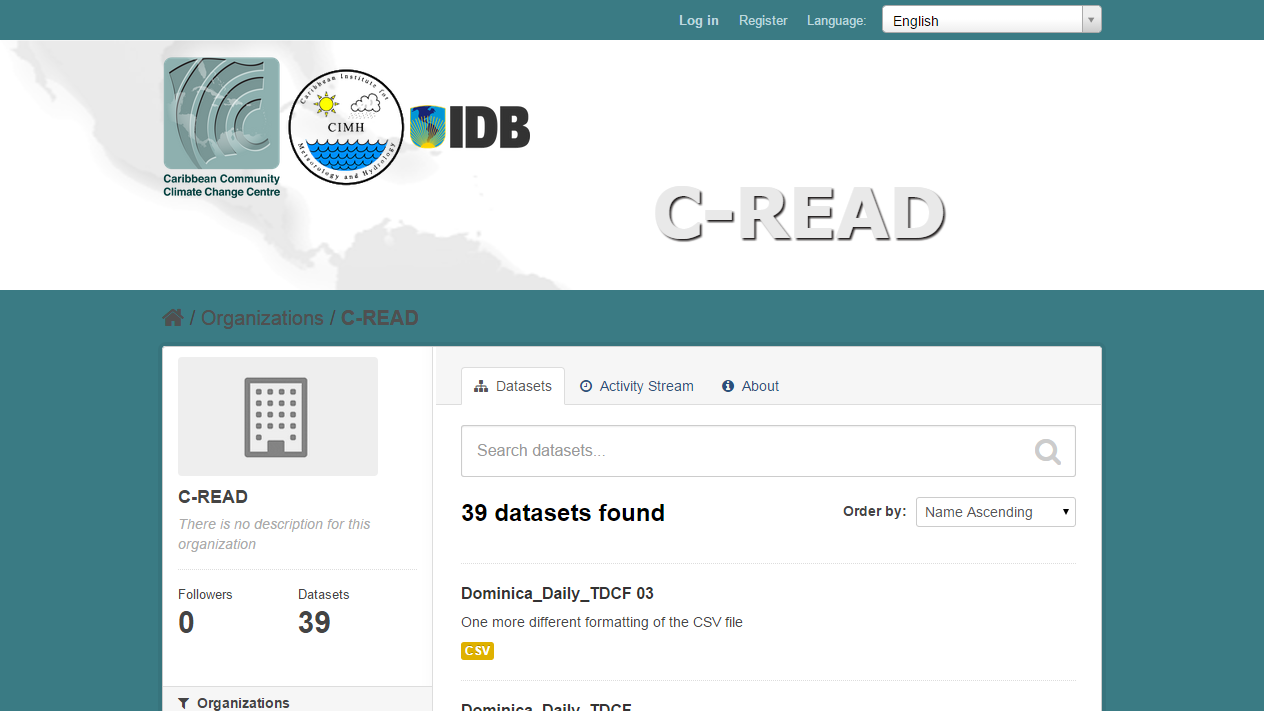 Log in Register Language: English
Caribbean Institute for
CIMH
Meteorology and Hydrology
IDB
Caribbean Community
Climate Change Centre
C-READ
/ Organizations / C-READ
Datasets Activity Stream About
Search datasets...
C-READ
There is no description for this
organization
Followers Datasets
0 39
Organizations
39 datasets found
Order by: Name Ascending
Dominica_Daily_TDCF 03
One more different formatting of the CSV file
CSV
Dominica_Daily_TDCF